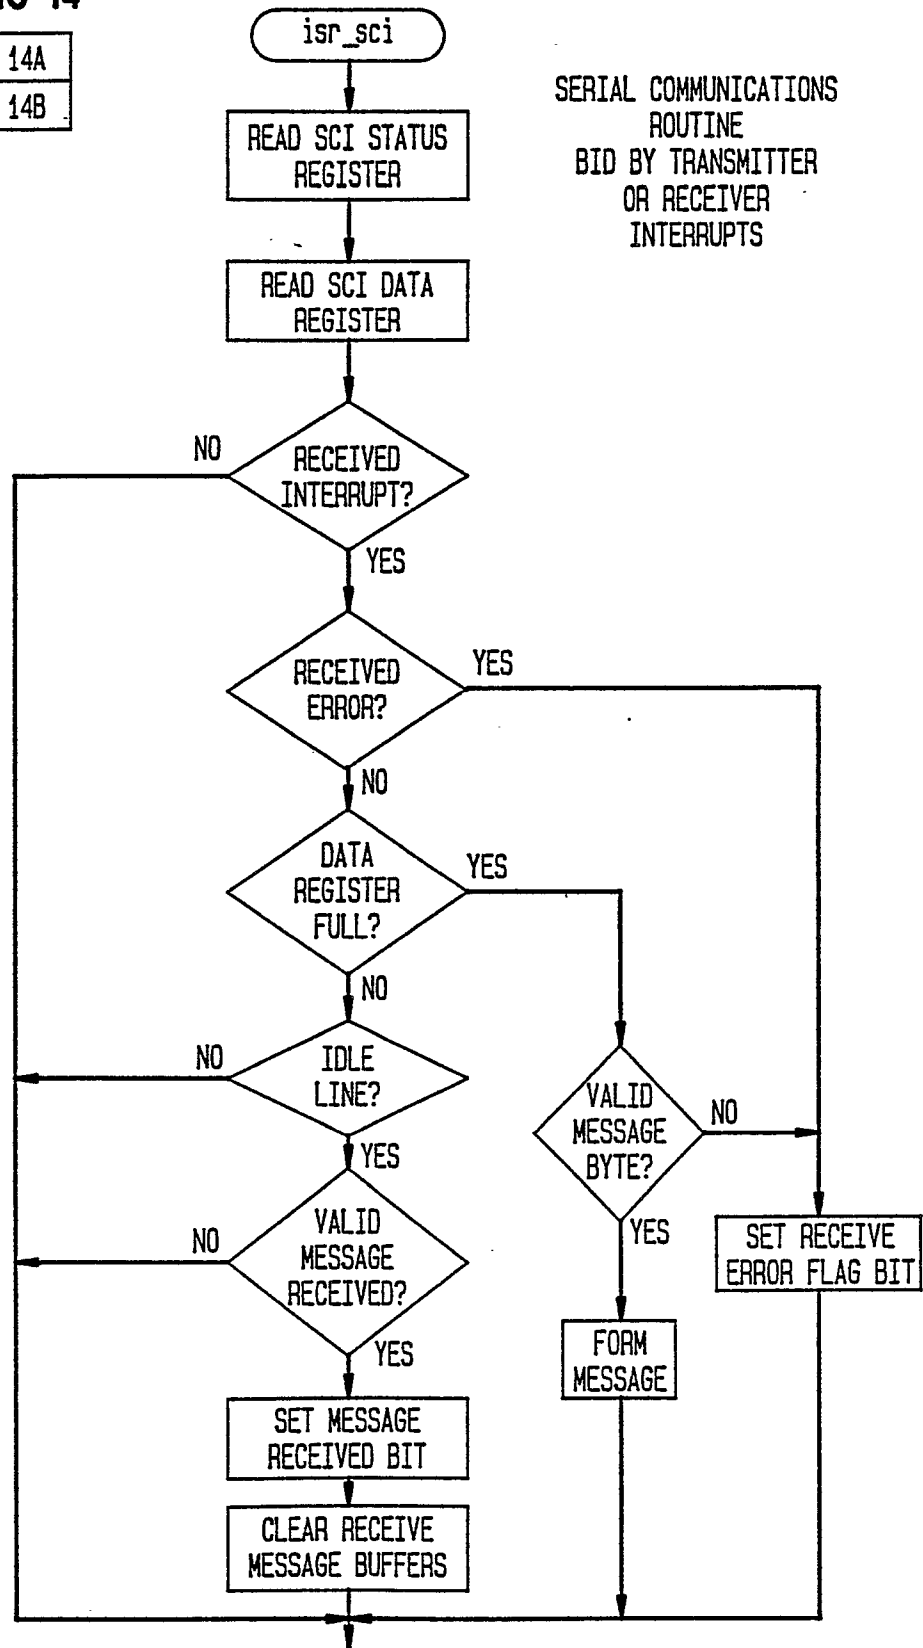 14
isr_sci
14A
14B
SERIAL COMMUNICATIONS
ROUTINE
BID BY TRANSMITTER
OR RECEIVER
INTERRUPTS
READ SCI STATUS
REGISTER
READ SCI DATA
REGISTER
NO
RECEIVED
INTERRUPT?
YES
RECEIVED
ERROR?
YES
NO
DATA
REGISTER
FULL?
YES
NO
NO
IDLE
LINE?
YES
VALID
MESSAGE
BYTE?
NO
YES
NO
VALID
MESSAGE
RECEIVED?
YES
SET RECEIVE
ERROR FLAG BIT
FORM
MESSAGE
SET MESSAGE
RECEIVED BIT
CLEAR RECEIVE
MESSAGE BUFFERS